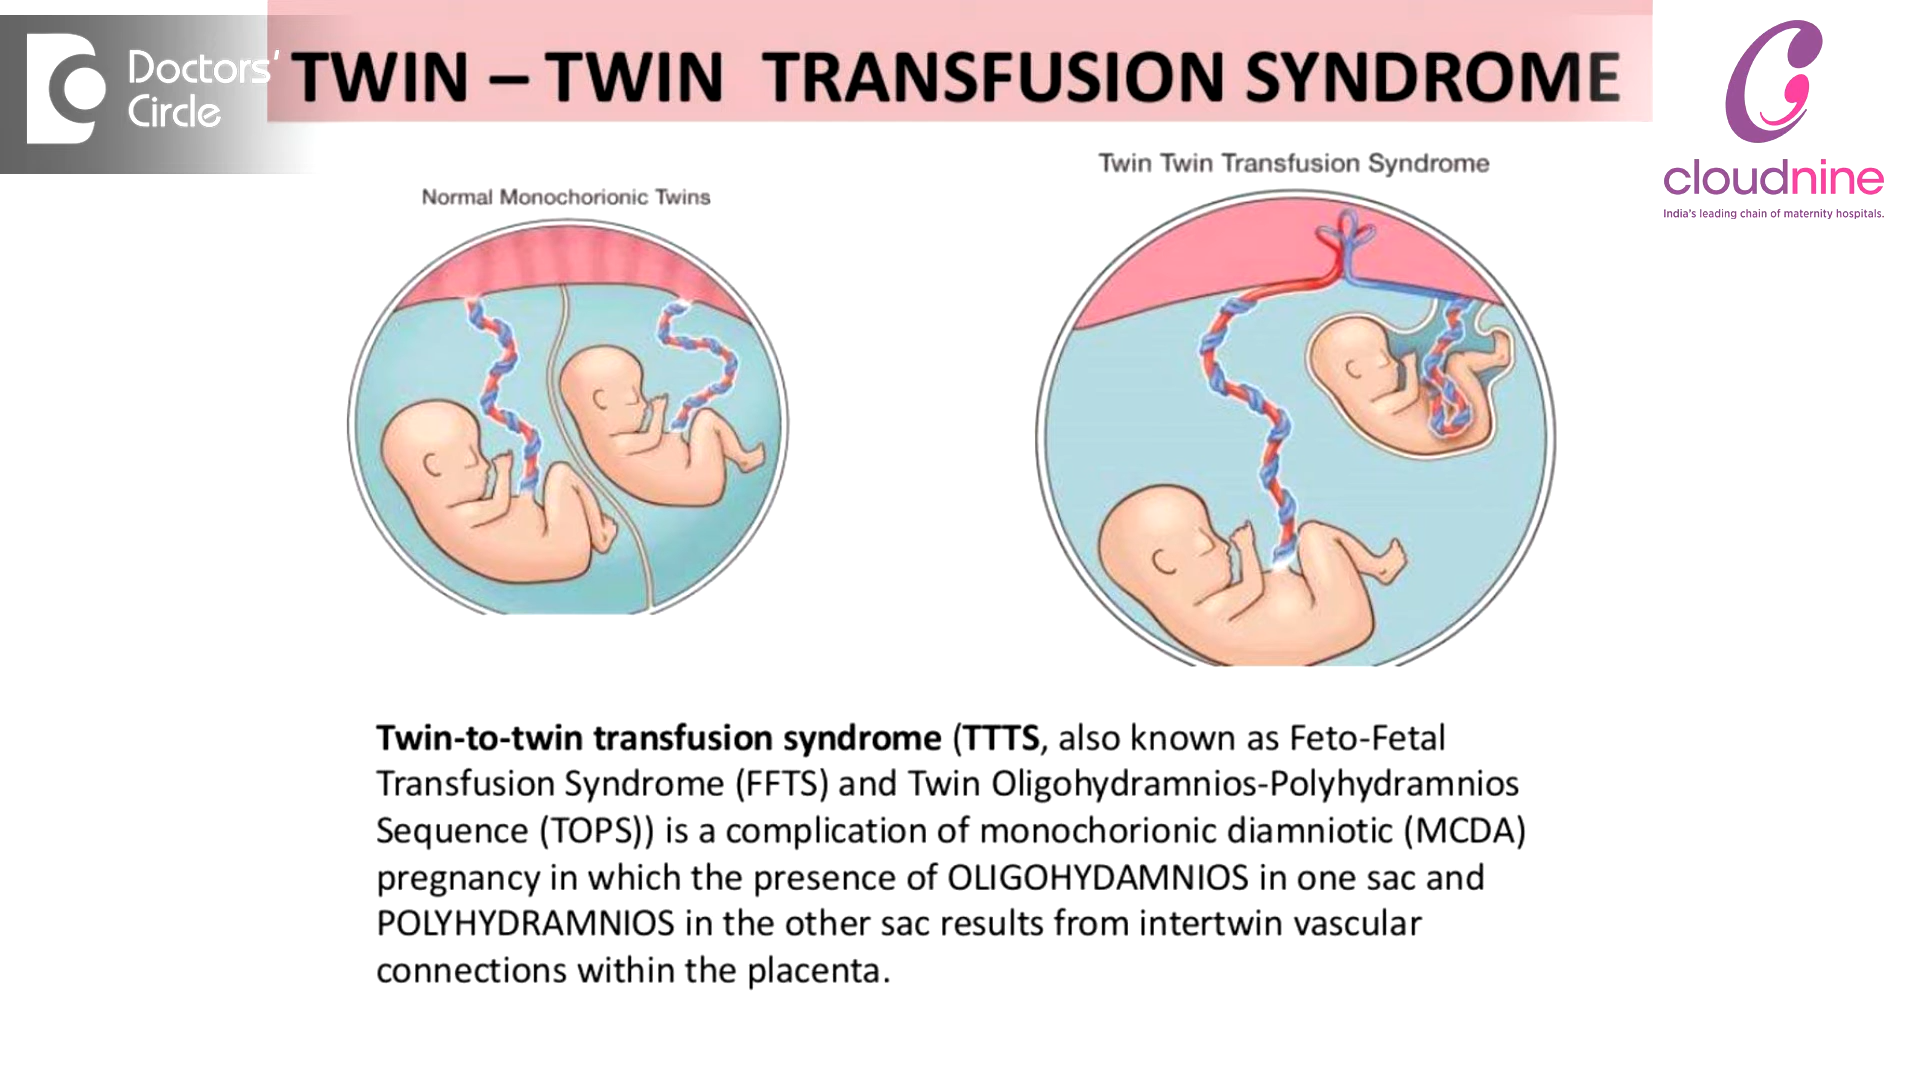 Doctors'
Circle
TWIN – TWIN TRANSFUSION SYNDROME
cloudnine
India's leading chain of maternity hospitals.
Normal Monochorionic Twins
Twin Twin Transfusion Syndrome
Twin-to-twin transfusion syndrome (TTTS, also known as Feto-Fetal
Transfusion Syndrome (FFTS) and Twin Oligohydramnios-Polyhydramnios
Sequence (TOPS)) is a complication of monochorionic diamniotic (MCDA)
pregnancy in which the presence of OLIGOHYDAMNIOS in one sac and
POLYHYDRAMNIOS in the other sac results from intertwin vascular
connections within the placenta.